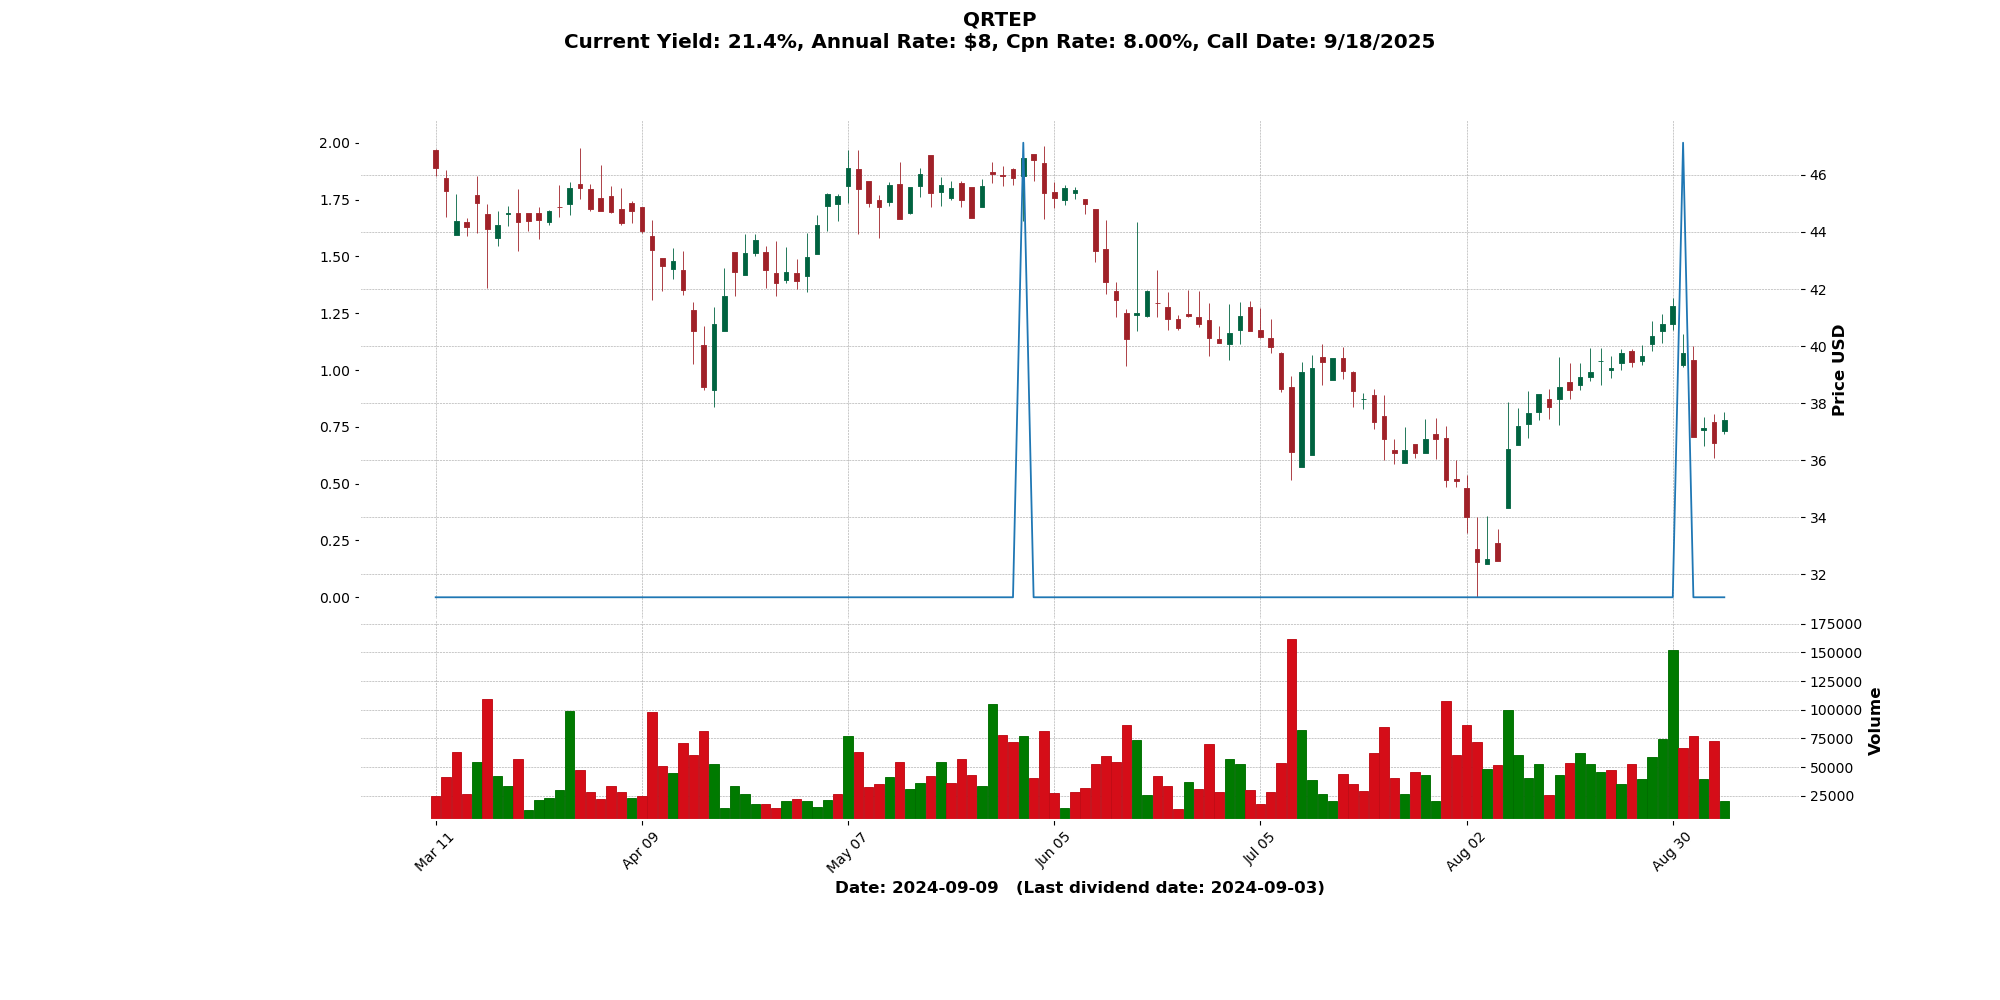 QRTEP
Current Yield: 21.4%, Annual Rate: $8, Cpn Rate: 8.00%, Call Date: 9/18/2025
2.00
1.75
1.50
1.25
1.00
0.75
0.50
0.25
0.00
46
44
42
40
38
36
34
32
Price USD
175000
150000
125000
100000
75000
50000
25000
Volume
Mar 11
Apr 09
May 07
Jun 05
Jul 05
Aug 02
Aug 30
Date: 2024-09-09   (Last dividend date: 2024-09-03)